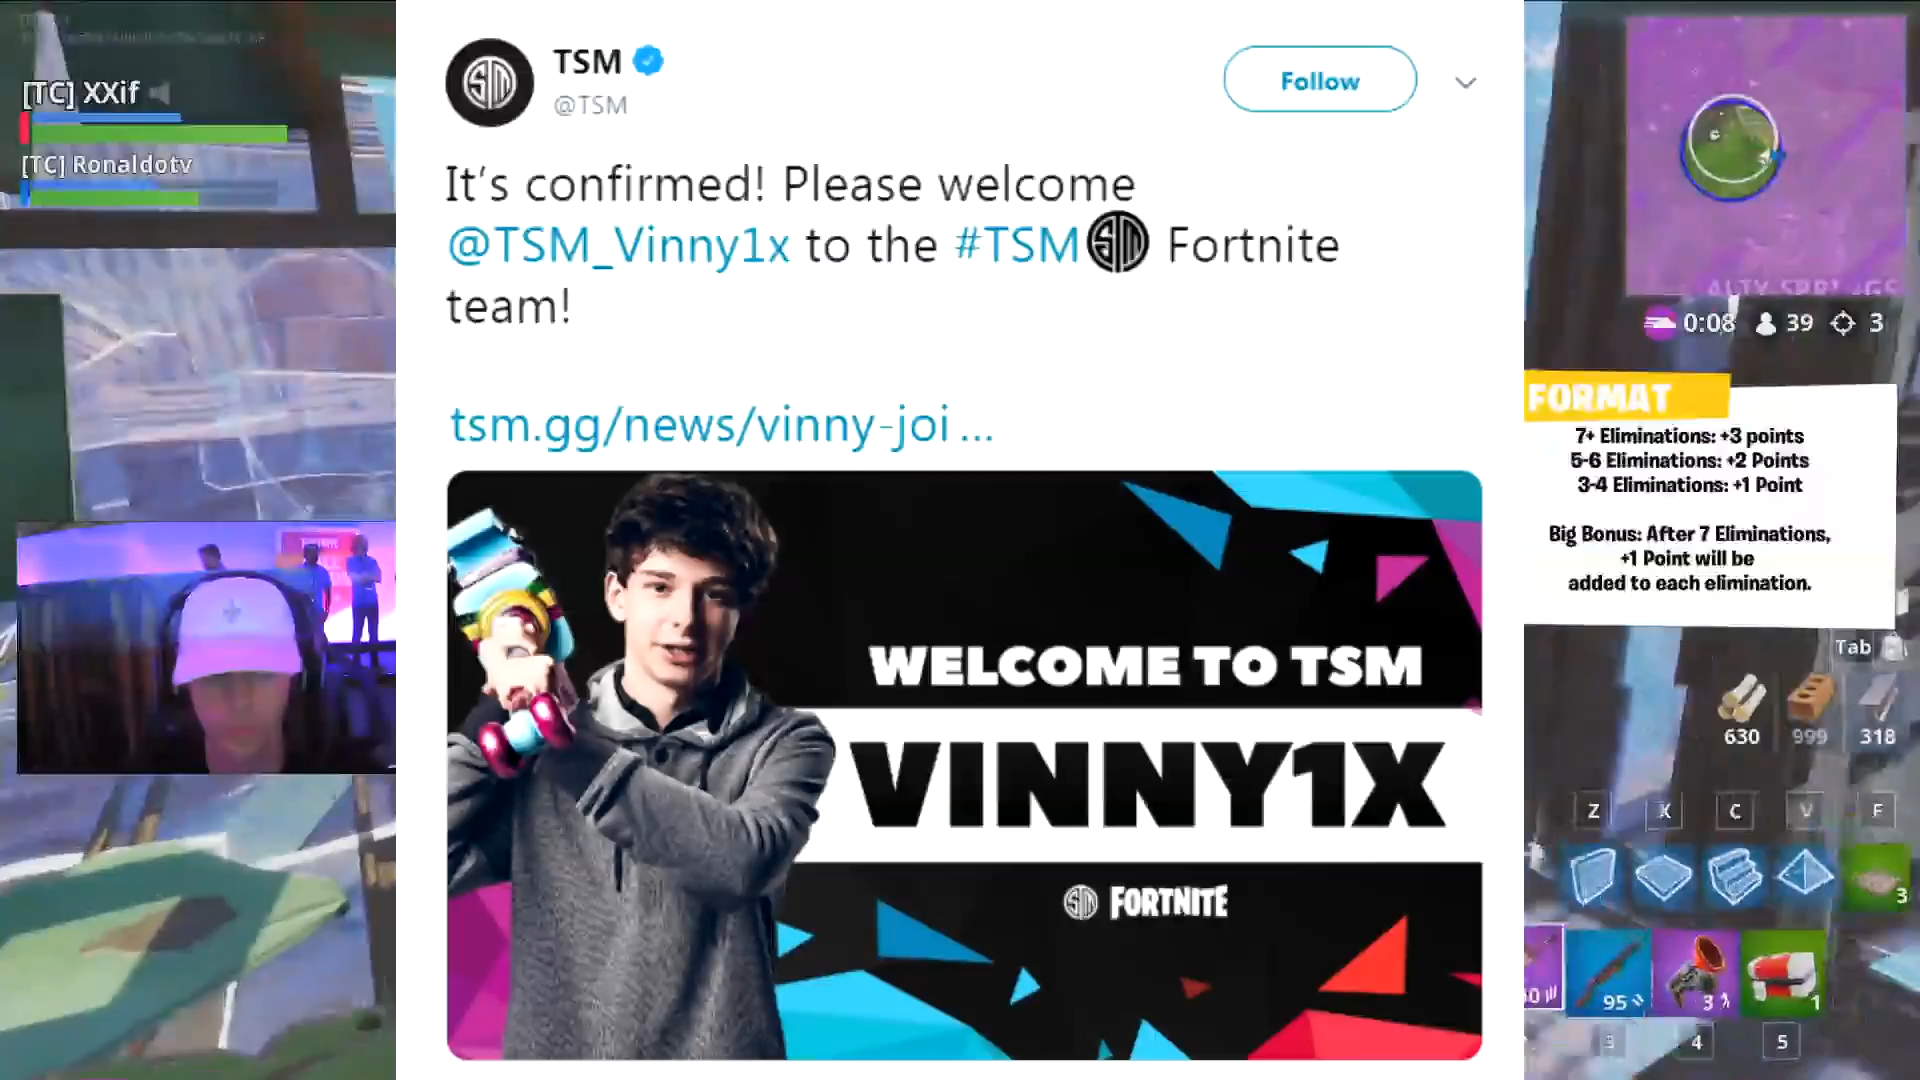 [TC] XXif
[TC] Ronaldotv
TSM
@TSM
Follow
It's confirmed! Please welcome
@TSM_Vinny1x to the #TSM Fortnite
team!
tsm.gg/news/vinny-joi ...
WELCOME TO TSM
VINNY1X
FORTNITE
0:08 39 3
FORMAT
7+ Eliminations: +3 points
5-6 Eliminations: +2 Points
3-4 Eliminations: +1 Point
Big Bonus: After 7 Eliminations,
+1 Point will be
added to each elimination.
Tab
630 999 318
Z X C V F
3
95 3 1
3 4 5